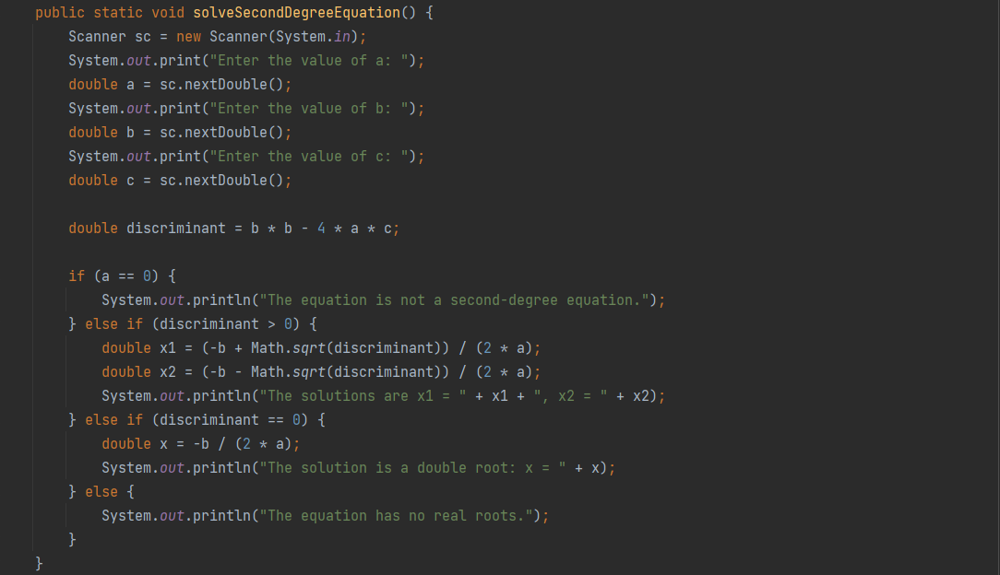 public static void solveSecondDegreeEquation() {
    Scanner sc = new Scanner(System.in);
    System.out.print("Enter the value of a: ");
    double a = sc.nextDouble();
    System.out.print("Enter the value of b: ");
    double b = sc.nextDouble();
    System.out.print("Enter the value of c: ");
    double c = sc.nextDouble();

    double discriminant = b * b - 4 * a * c;

    if (a == 0) {
        System.out.println("The equation is not a second-degree equation.");
    } else if (discriminant > 0) {
        double x1 = (-b + Math.sqrt(discriminant)) / (2 * a);
        double x2 = (-b - Math.sqrt(discriminant)) / (2 * a);
        System.out.println("The solutions are x1 = " + x1 + ", x2 = " + x2);
    } else if (discriminant == 0) {
        double x = -b / (2 * a);
        System.out.println("The solution is a double root: x = " + x);
    } else {
        System.out.println("The equation has no real roots.");
    }
}